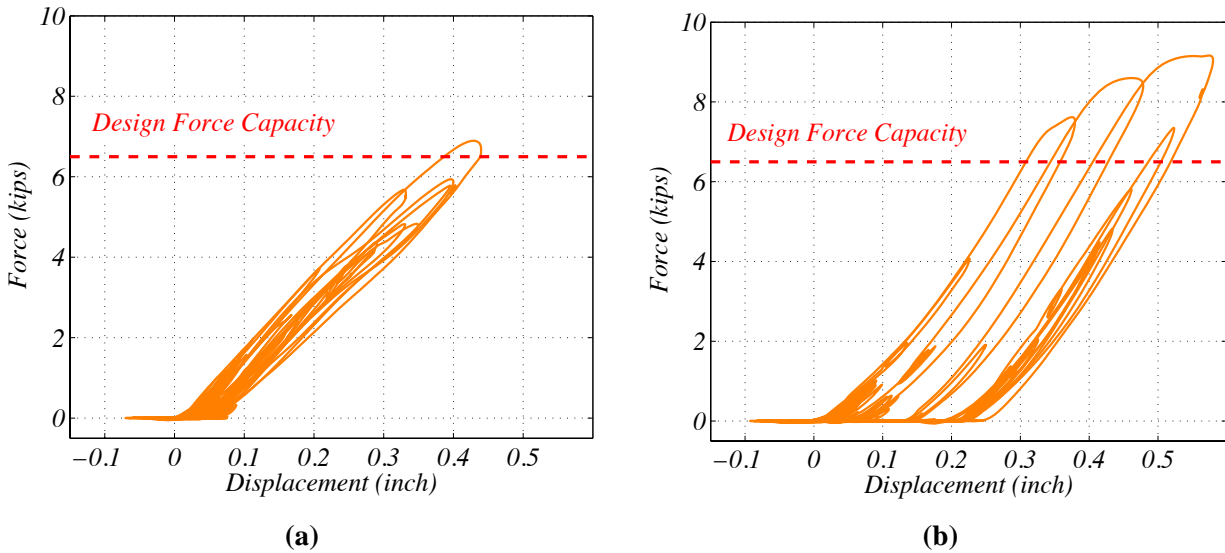 10
8
6
4
2
0
Force (kips)
Design Force Capacity
−0.1 0 0.1 0.2 0.3 0.4 0.5
Displacement (inch)
(a)
10
8
6
4
2
0
Force (kips)
Design Force Capacity
−0.1 0 0.1 0.2 0.3 0.4 0.5
Displacement (inch)
(b)